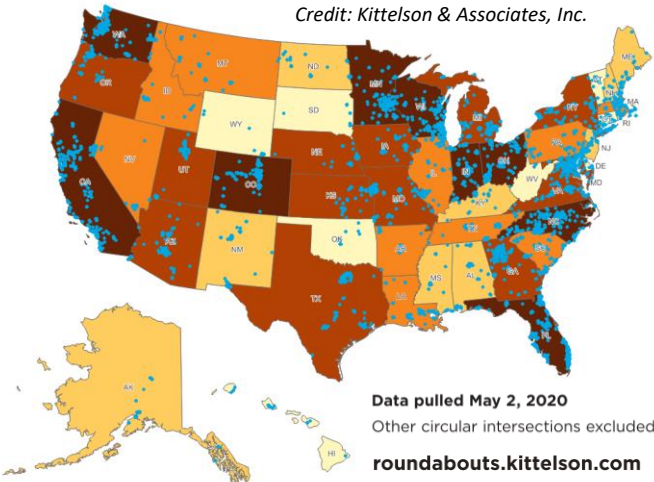 Credit: Kittelson & Associates, Inc.
WA
MT
ND
MN
ME
OR
ID
SD
WI
MI
NY
NH
MA
RI
WY
NE
IA
PA
NJ
NV
UT
CO
IL
IN
OH
DE
MD
CA
KS
MO
WV
VA
KY
AZ
NM
OK
AR
TN
NC
SC
TX
LA
MS
AL
GA
FL
AK
HI
Data pulled May 2, 2020
Other circular intersections excluded
roundabouts.kittelson.com